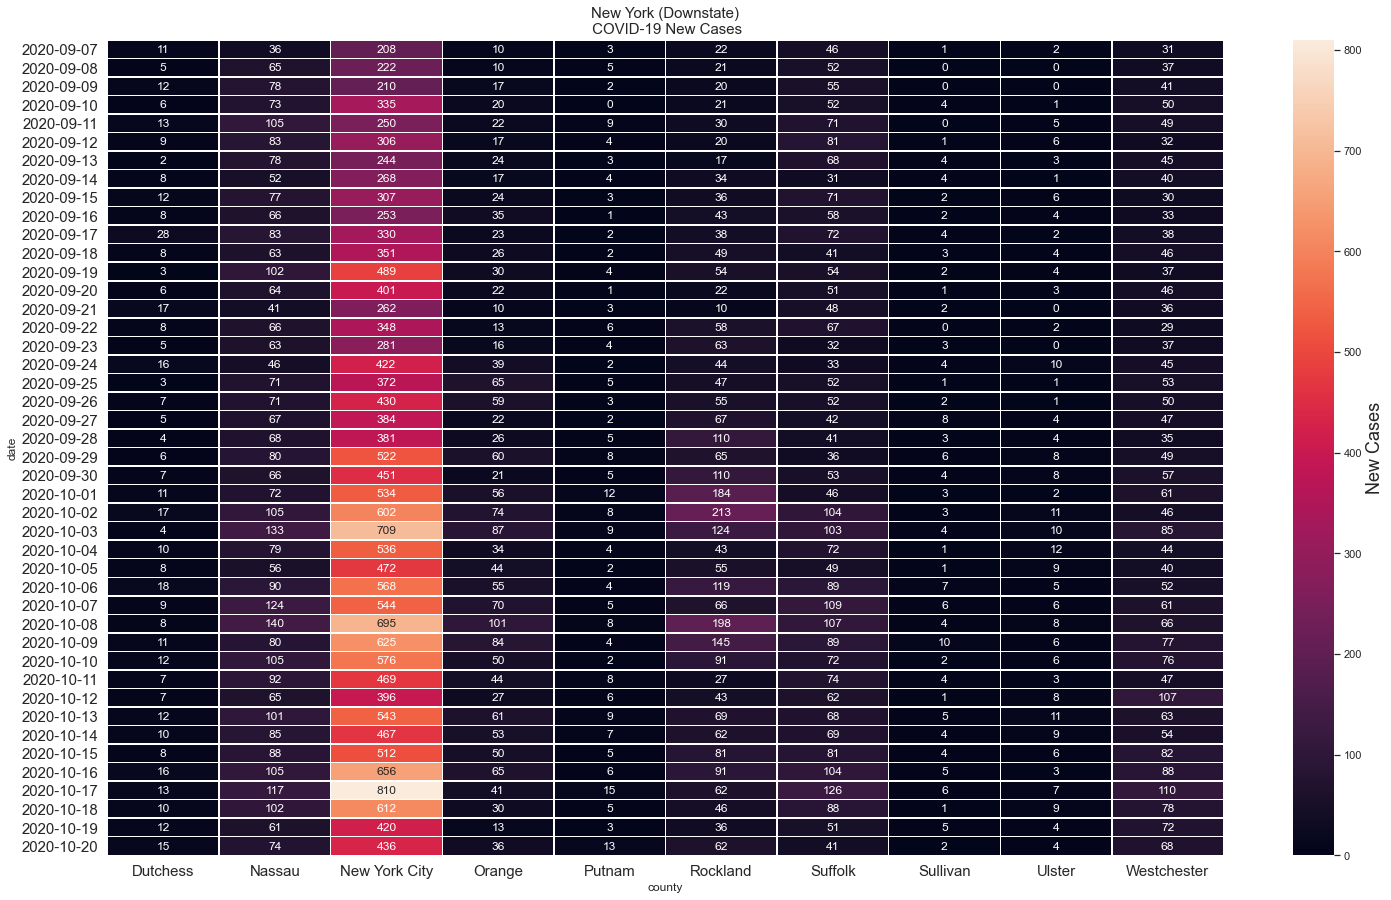 New York (Downstate)
COVID-19 New Cases
2020-09-07 11 36 208 10 3 22 46 1 2 31
2020-09-08 5 65 222 10 5 21 52 0 0 37
2020-09-09 12 78 210 17 2 20 55 0 0 41
2020-09-10 6 73 335 20 0 21 52 4 1 50
2020-09-11 13 105 250 22 9 30 71 0 5 49
2020-09-12 9 83 306 17 4 20 81 1 6 32
2020-09-13 2 78 244 24 3 17 68 4 3 45
2020-09-14 8 52 268 17 4 34 31 4 1 40
2020-09-15 12 77 307 24 3 36 71 2 6 30
2020-09-16 8 66 253 35 1 43 58 2 4 33
2020-09-17 28 83 330 23 2 38 72 4 2 38
2020-09-18 8 63 351 26 2 49 41 3 4 46
2020-09-19 3 102 489 30 4 54 54 2 4 37
2020-09-20 6 64 401 22 1 22 51 1 3 46
2020-09-21 17 41 262 10 3 10 48 2 0 36
2020-09-22 8 66 348 13 6 58 67 0 2 29
2020-09-23 5 63 281 16 4 63 32 3 0 37
2020-09-24 16 46 422 39 2 44 33 4 10 45
2020-09-25 3 71 372 65 5 47 52 1 1 53
2020-09-26 7 71 430 59 3 55 52 2 1 50
2020-09-27 5 67 384 22 2 67 42 8 4 47
2020-09-28 4 68 381 26 5 110 41 3 4 35
2020-09-29 6 80 522 60 8 65 36 6 8 49
2020-09-30 7 66 451 21 5 110 53 4 8 57
2020-10-01 11 72 534 56 12 184 46 3 2 61
2020-10-02 17 105 602 74 8 213 104 3 11 46
2020-10-03 4 133 709 87 9 124 103 4 10 85
2020-10-04 10 79 536 34 4 43 72 1 12 44
2020-10-05 8 56 472 44 2 55 49 1 9 40
2020-10-06 18 90 568 55 4 119 89 7 5 52
2020-10-07 9 124 544 70 5 66 109 6 6 61
2020-10-08 8 140 695 101 8 198 107 4 8 66
2020-10-09 11 80 625 84 4 145 89 10 6 77
2020-10-10 12 105 576 50 2 91 72 2 6 76
2020-10-11 7 92 469 44 8 27 74 4 3 47
2020-10-12 7 65 396 27 6 43 62 1 8 107
2020-10-13 12 101 543 61 9 69 68 5 11 63
2020-10-14 10 85 467 53 7 62 69 4 9 54
2020-10-15 8 88 512 50 5 81 81 4 6 82
2020-10-16 16 105 656 65 6 91 104 5 3 88
2020-10-17 13 117 810 41 15 62 126 6 7 110
2020-10-18 10 102 612 30 5 46 88 1 9 78
2020-10-19 12 61 420 13 3 36 51 5 4 72
2020-10-20 15 74 436 36 13 62 41 2 4 68
Dutchess Nassau New York City Orange Putnam Rockland Suffolk Sullivan Ulster Westchester
county
date
800
700
600
500
400
300
200
100
0
New Cases